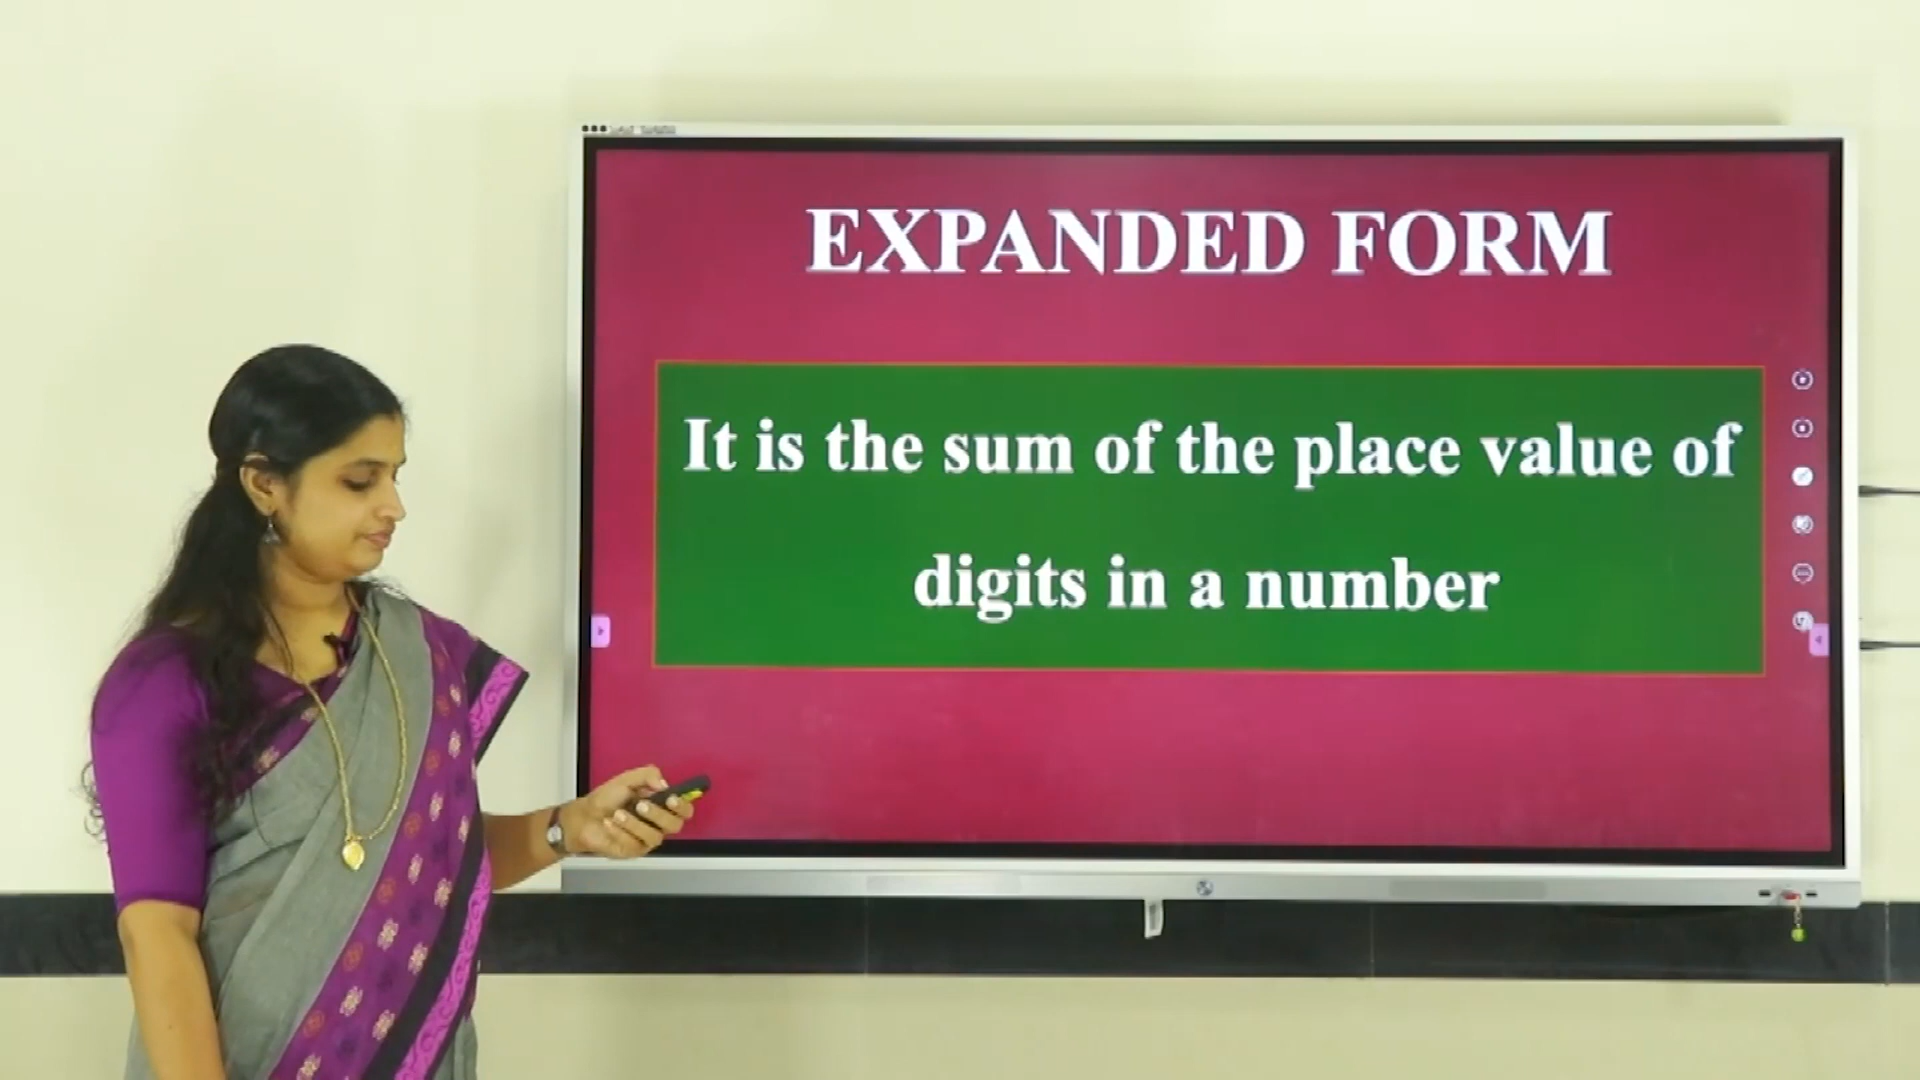 EXPANDED FORM
It is the sum of the place value of
digits in a number